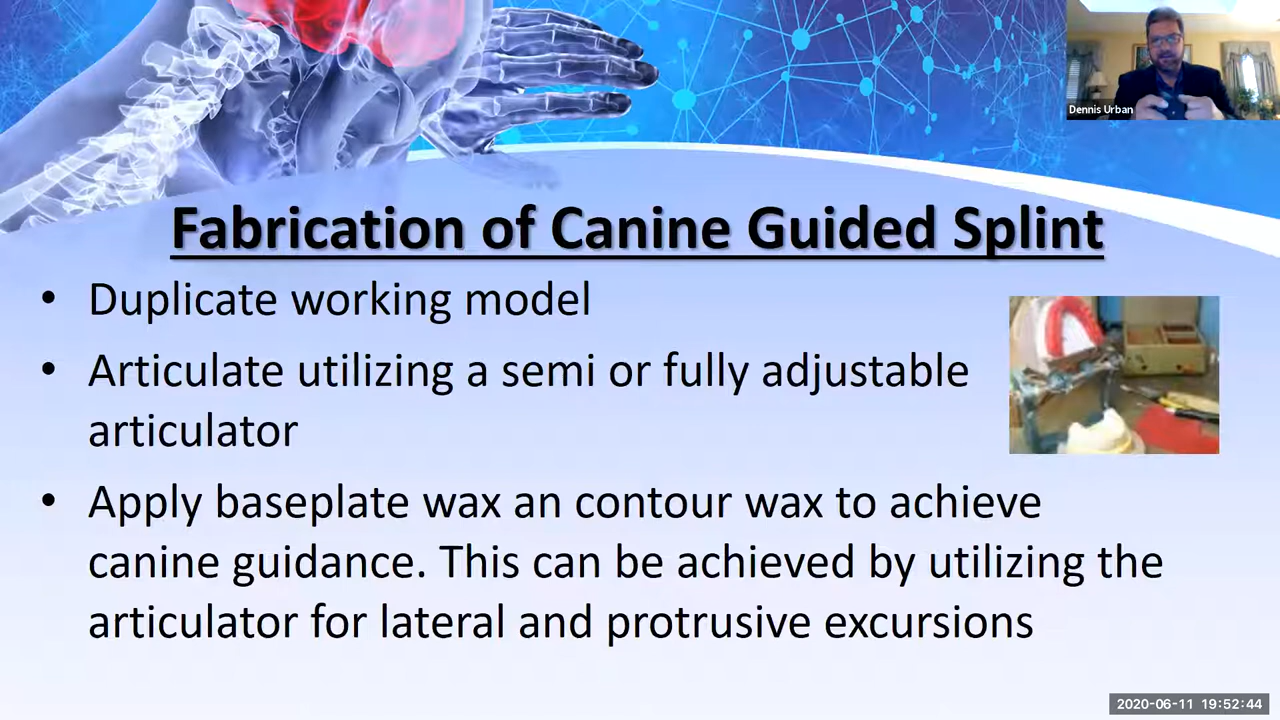 Dennis Urban
Fabrication of Canine Guided Splint
• Duplicate working model
• Articulate utilizing a semi or fully adjustable
articulator
• Apply baseplate wax an contour wax to achieve
canine guidance. This can be achieved by utilizing the
articulator for lateral and protrusive excursions
2020-06-11 19:52:44